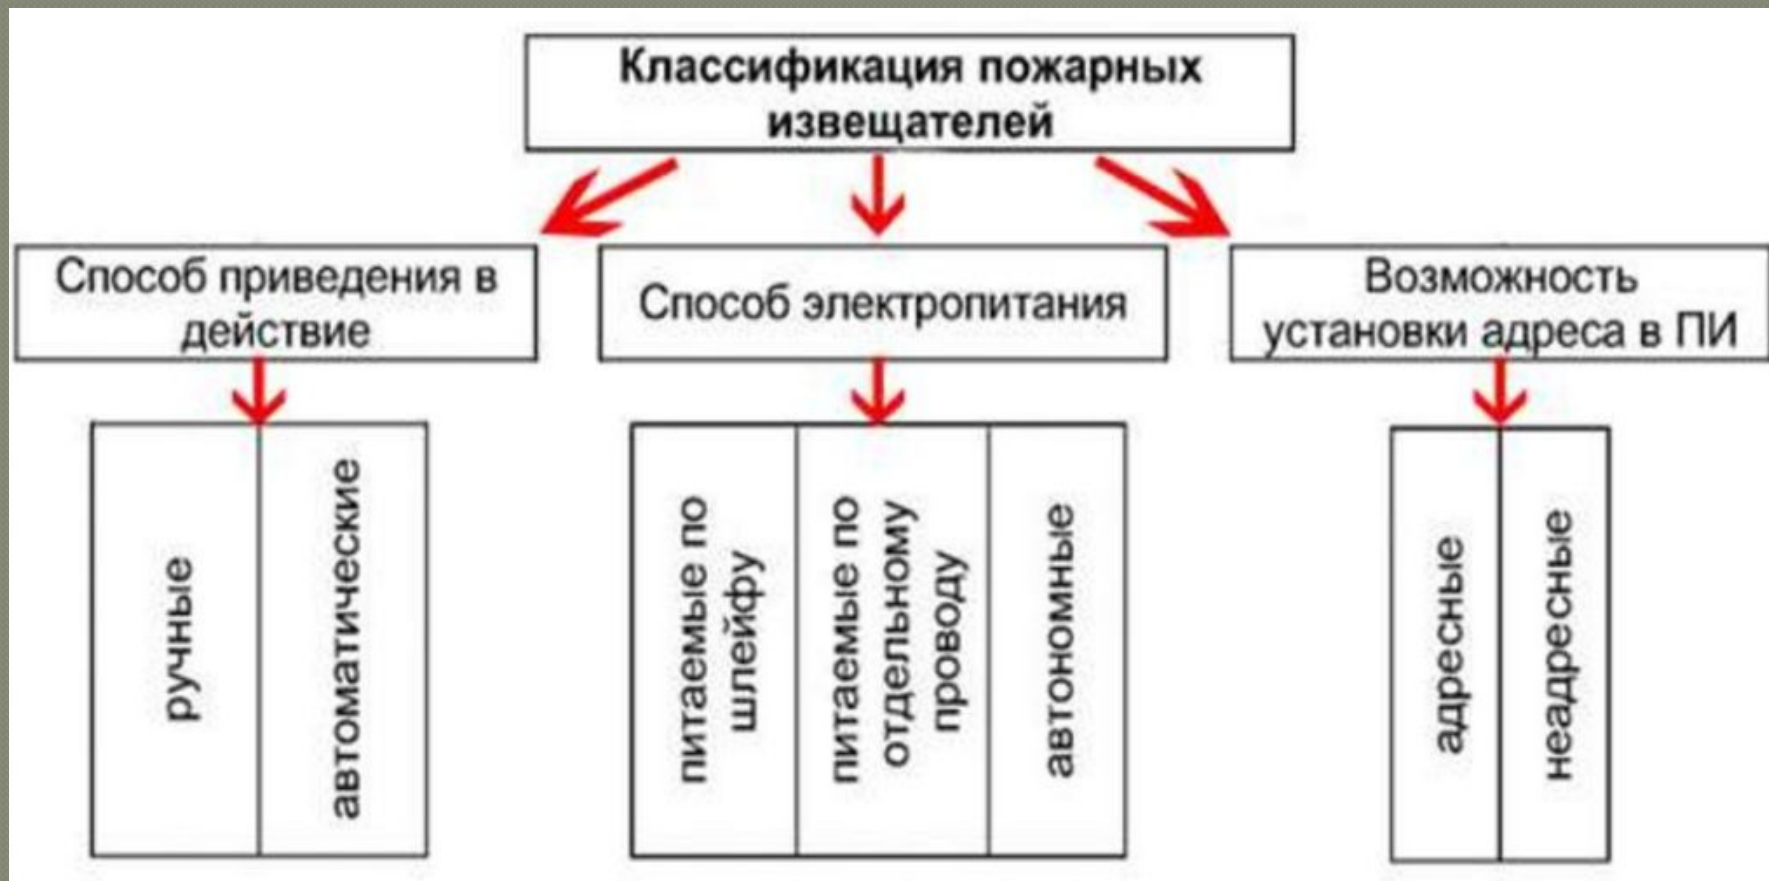 Классификация пожарных
извещателей
Способ приведения в
действие
Способ электропитания
Возможность
установки адреса в ПИ
ручные
автоматические
питаемые по
шлейфу
питаемые по
отдельному
проводу
автономные
адресные
неадресные